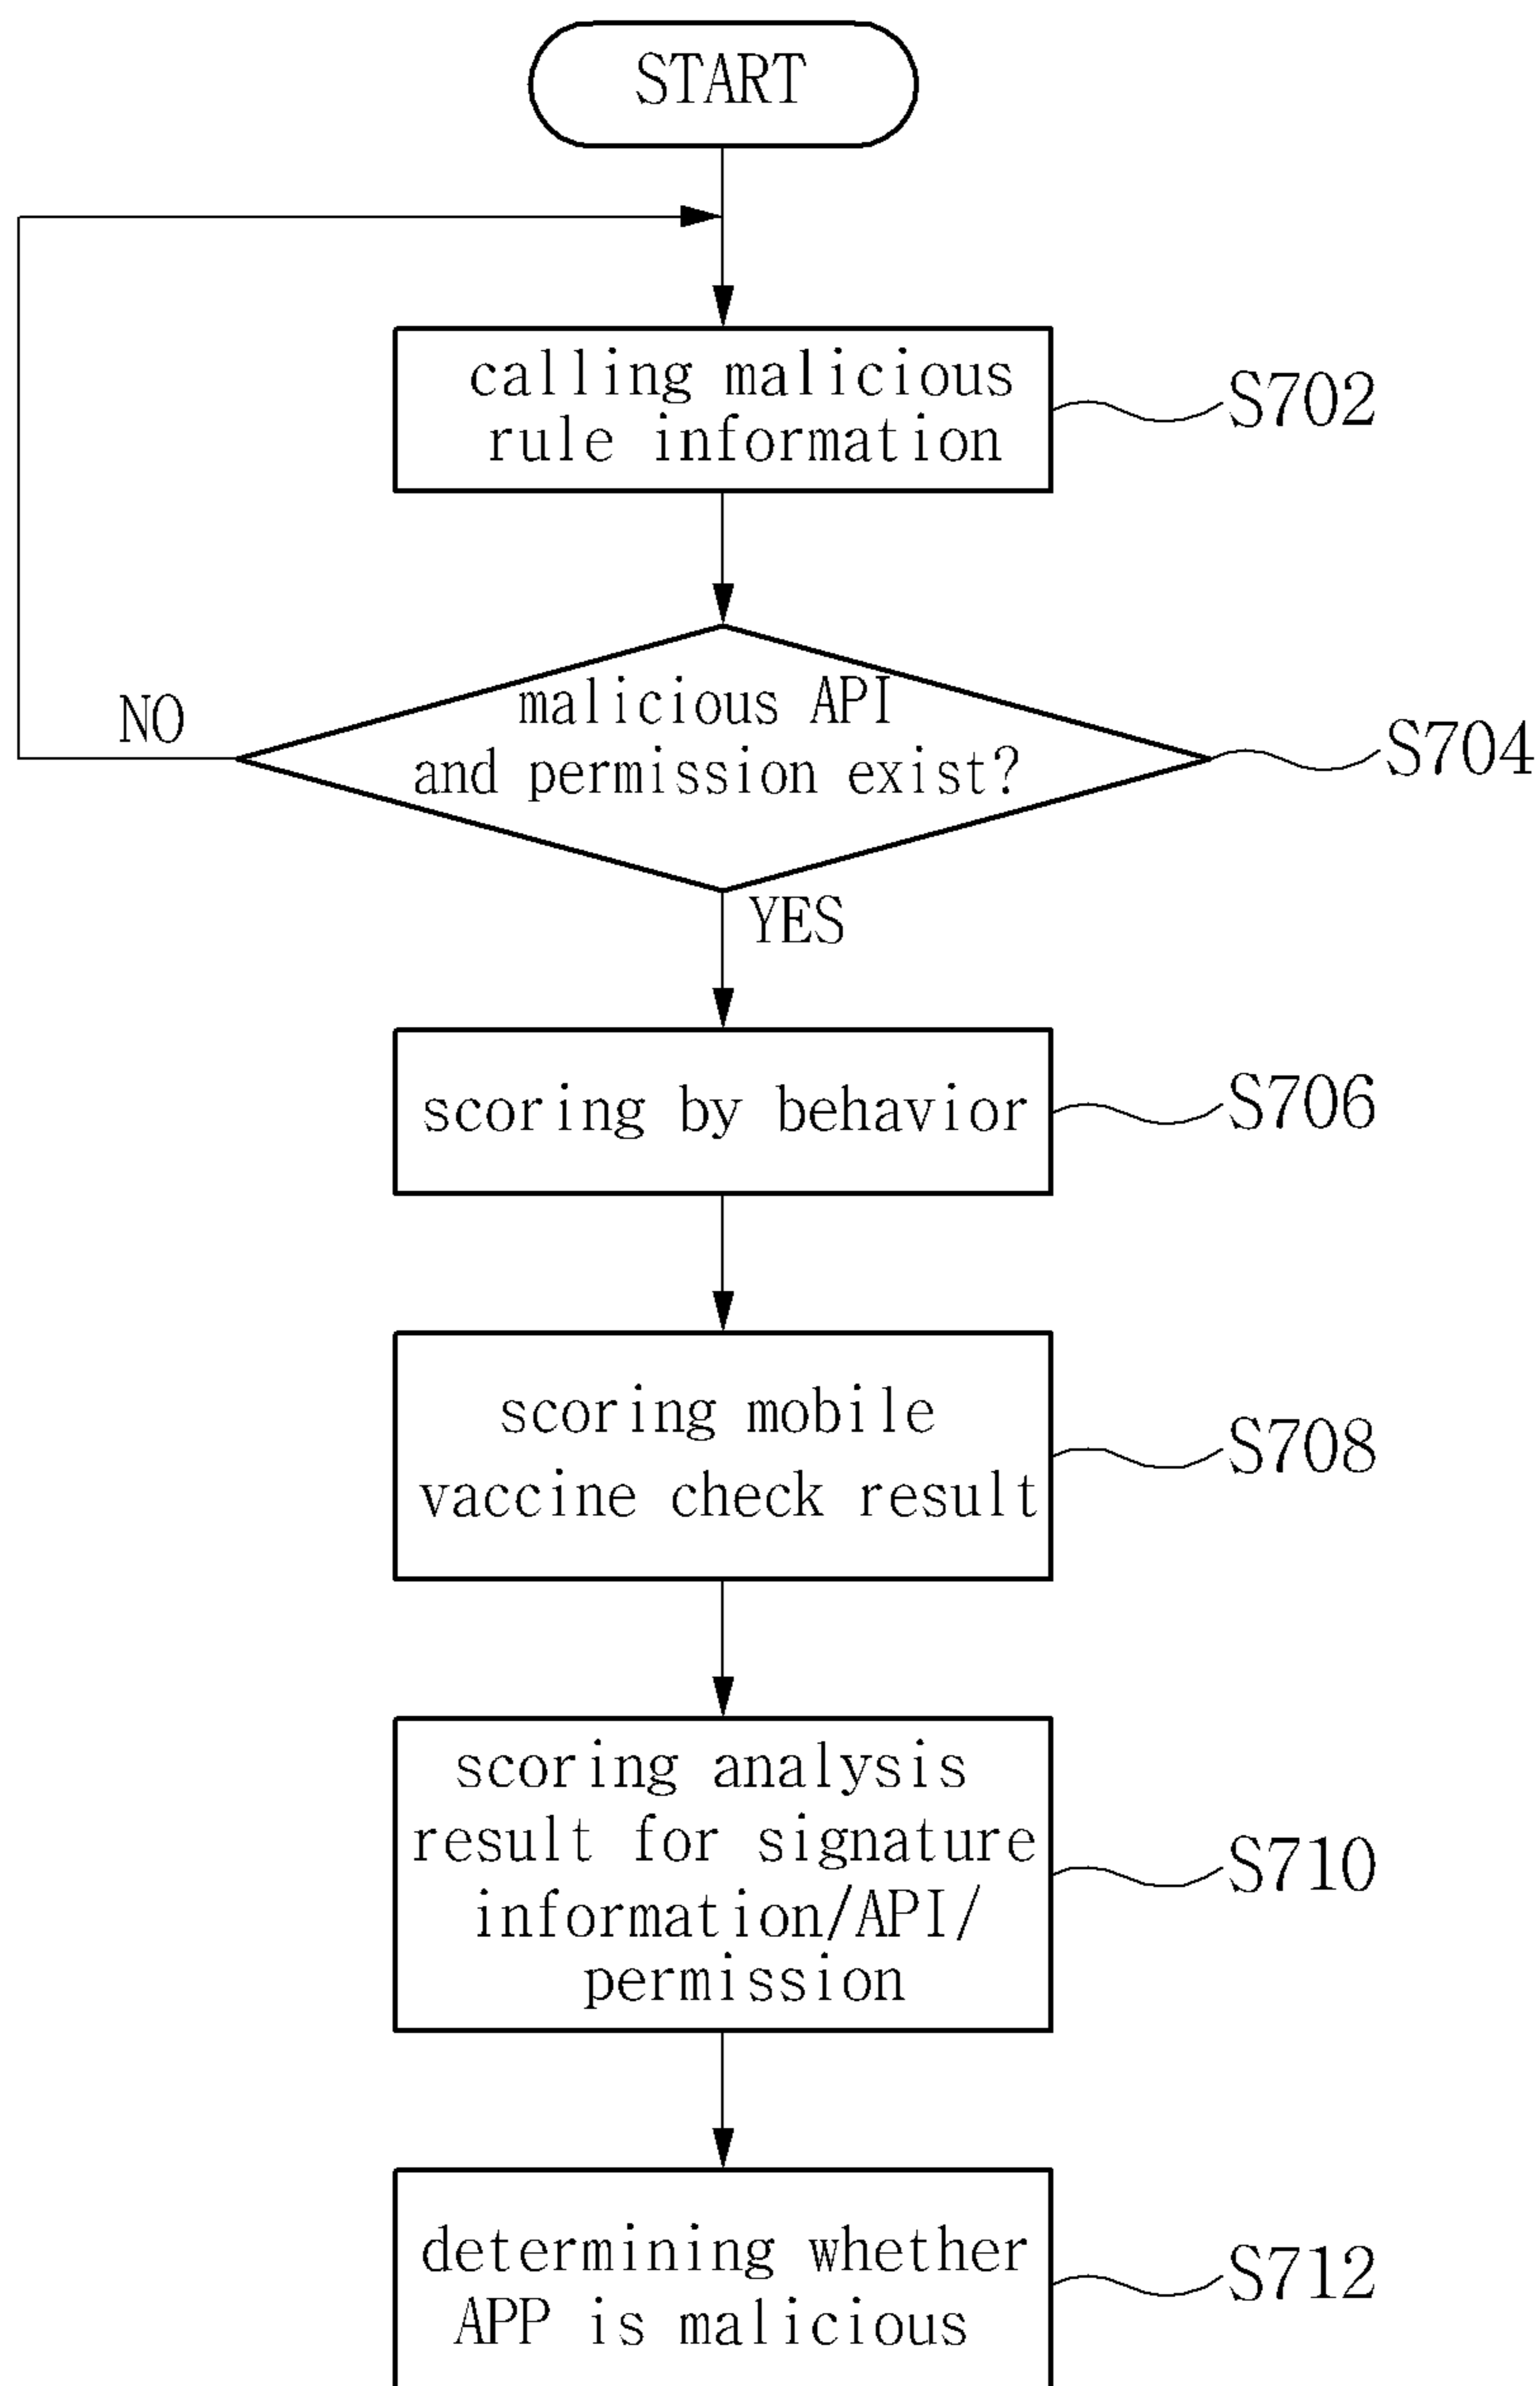 START
calling malicious
rule information
S702
malicious API
and permission exist?
NO
S704
YES
scoring by behavior
S706
scoring mobile
vaccine check result
S708
scoring analysis
result for signature
information/API/
permission
S710
determining whether
APP is malicious
S712